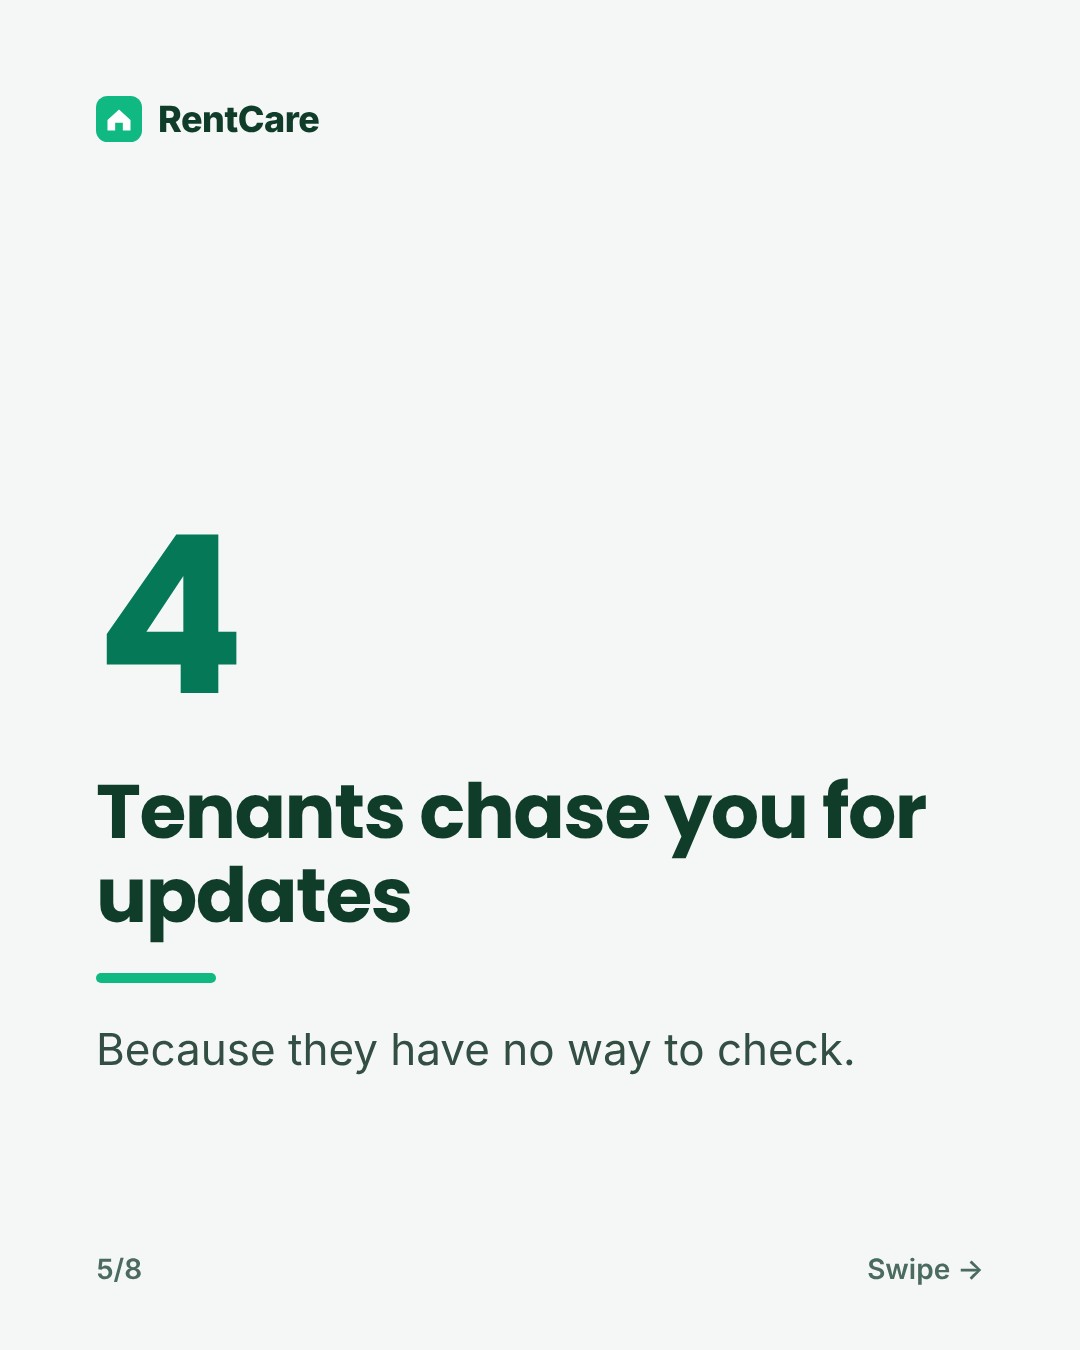 RentCare
4
Tenants chase you for
updates
Because they have no way to check.
5/8
Swipe →